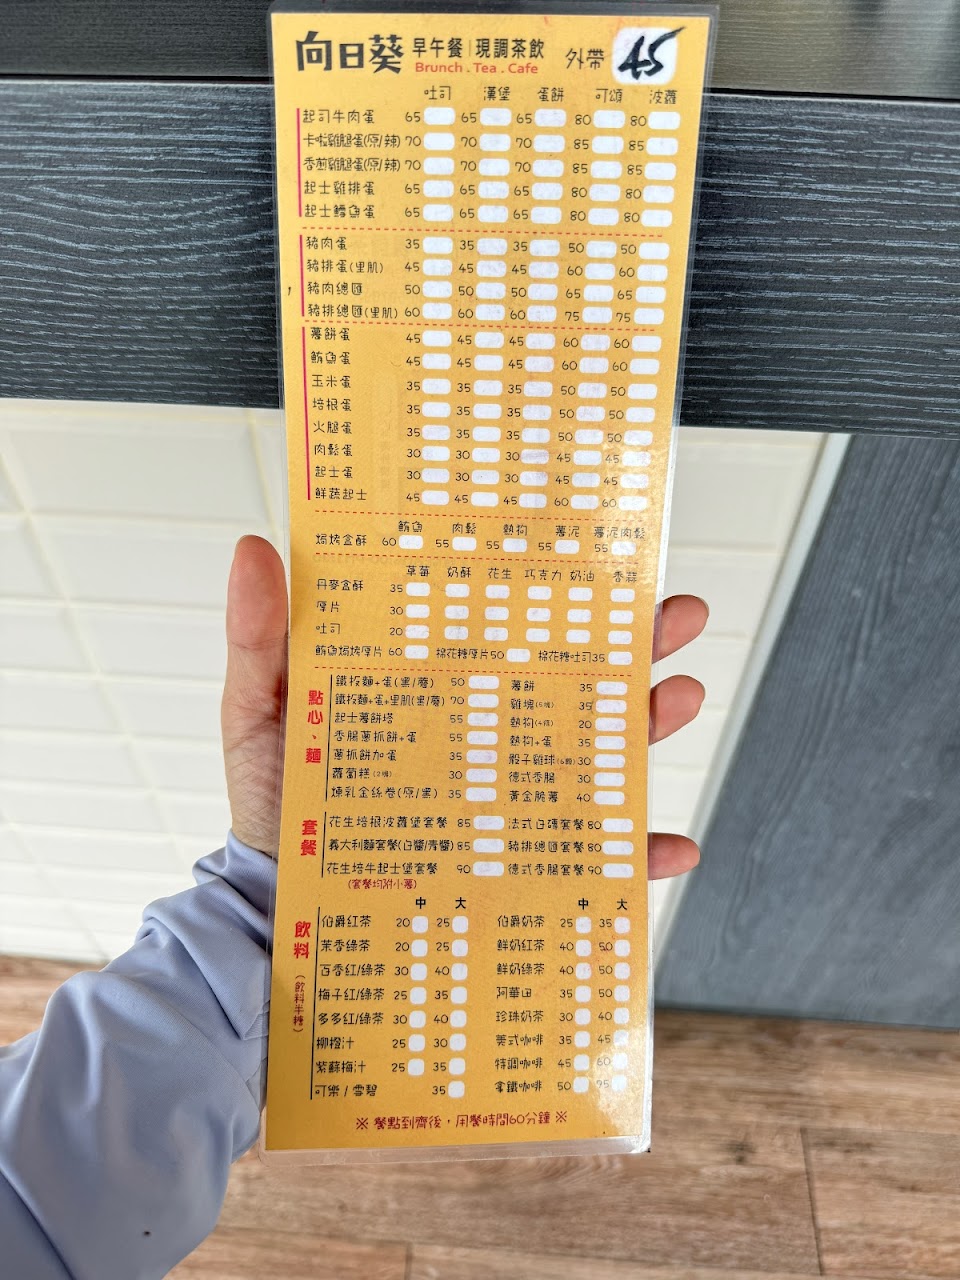 向日葵 早午餐|現調茶飲 外帶 45
Brunch . Tea . Cafe
吐司 漢堡 蛋餅 可頌 波蘿
起司牛肉蛋 65 65 65 80 80
卡啦雞腿蛋(原/辣) 70 70 70 85 85
香煎雞腿蛋(原/辣) 70 70 70 85 85
起士雞排蛋 65 65 65 80 80
起士鱈魚蛋 65 65 65 80 80
豬肉蛋 35 35 35 50 50
豬排蛋(里肌) 45 45 45 60 60
豬肉總匯 50 50 50 65 65
豬排總匯(里肌) 60 60 60 75 75
薯餅蛋 45 45 45 60 60
鮪魚蛋 45 45 45 60 60
玉米蛋 35 35 35 50 50
培根蛋 35 35 35 50 50
火腿蛋 35 35 35 50 50
肉鬆蛋 30 30 30 45 45
起士蛋 30 30 30 45 45
鮮蔬起士 45 45 45 60 60
鮪魚 肉鬆 熱狗 薯泥 薯泥肉鬆
焗烤盒酥 60 55 55 55 55
草莓 奶酥 花生 巧克力 奶油 香蒜
丹麥盒酥 35
厚片 30
吐司 20
鮪魚焗烤厚片 60 棉花糖厚片50 棉花糖吐司35
點心、麵
鐵板麵+蛋(黑/蘑) 50 薯餅 35
鐵板麵+蛋+里肌(黑/蘑) 70 雞塊(5塊) 35
起士薯餅塔 55 熱狗(4條) 20
香腸蔥抓餅+蛋 55 熱狗+蛋 35
蔥抓餅加蛋 35 骰子雞球(6顆) 30
蘿蔔糕(2塊) 30 德式香腸 30
煉乳金絲卷(原/黑) 35 黃金脆薯 40
套餐
花生培根波蘿堡套餐 85 法式白磚套餐 80
義大利麵套餐(白醬/青醬) 85 豬排總匯套餐 80
花生培牛起士堡套餐 90 德式香腸套餐 90
(套餐均附小薯)
飲料(飲料半糖)
中 大 中 大
伯爵紅茶 20 25 伯爵奶茶 25 35
茉香綠茶 20 25 鮮奶紅茶 40 50
百香紅/綠茶 30 40 鮮奶綠茶 40 50
梅子紅/綠茶 25 35 阿華田 35 50
多多紅/綠茶 30 40 珍珠奶茶 30 40
柳橙汁 25 30 美式咖啡 35 45
紫蘇梅汁 25 35 特調咖啡 45 60
可樂/雪碧 35 拿鐵咖啡 50 75
※ 餐點到齊後，用餐時間60分鐘 ※